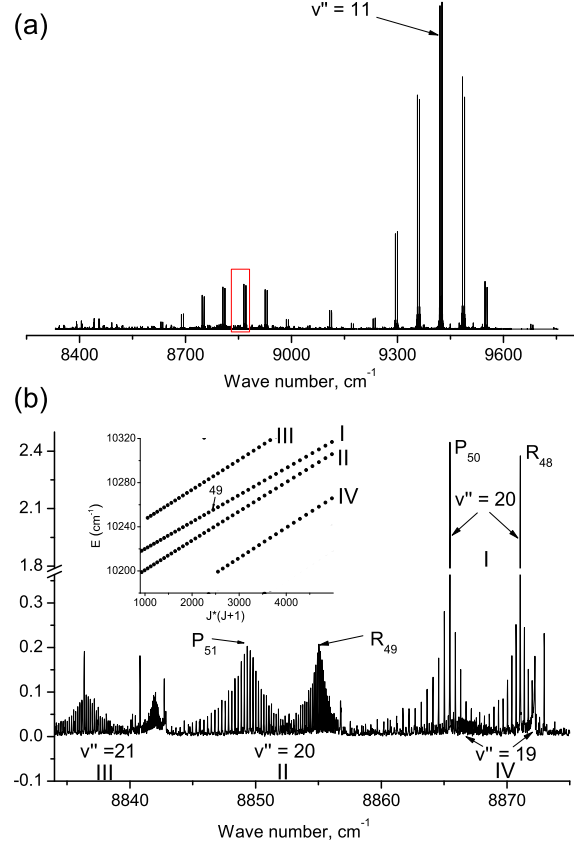 (a)
v" = 11
8400 8700 9000 9300 9600
Wave number, cm⁻¹
(b)
2.4
2.1
1.8
0.3
0.2
0.1
0.0
-0.1
10320
10280
10240
10200
E (cm⁻¹)
1000 2000 3000 4000
J*(J+1)
49
III
I
II
IV
P₅₀
R₄₈
v" = 20
I
P₅₁
R₄₉
v" =21
III
v" = 20
II
v" = 19
IV
8840 8850 8860 8870
Wave number, cm⁻¹